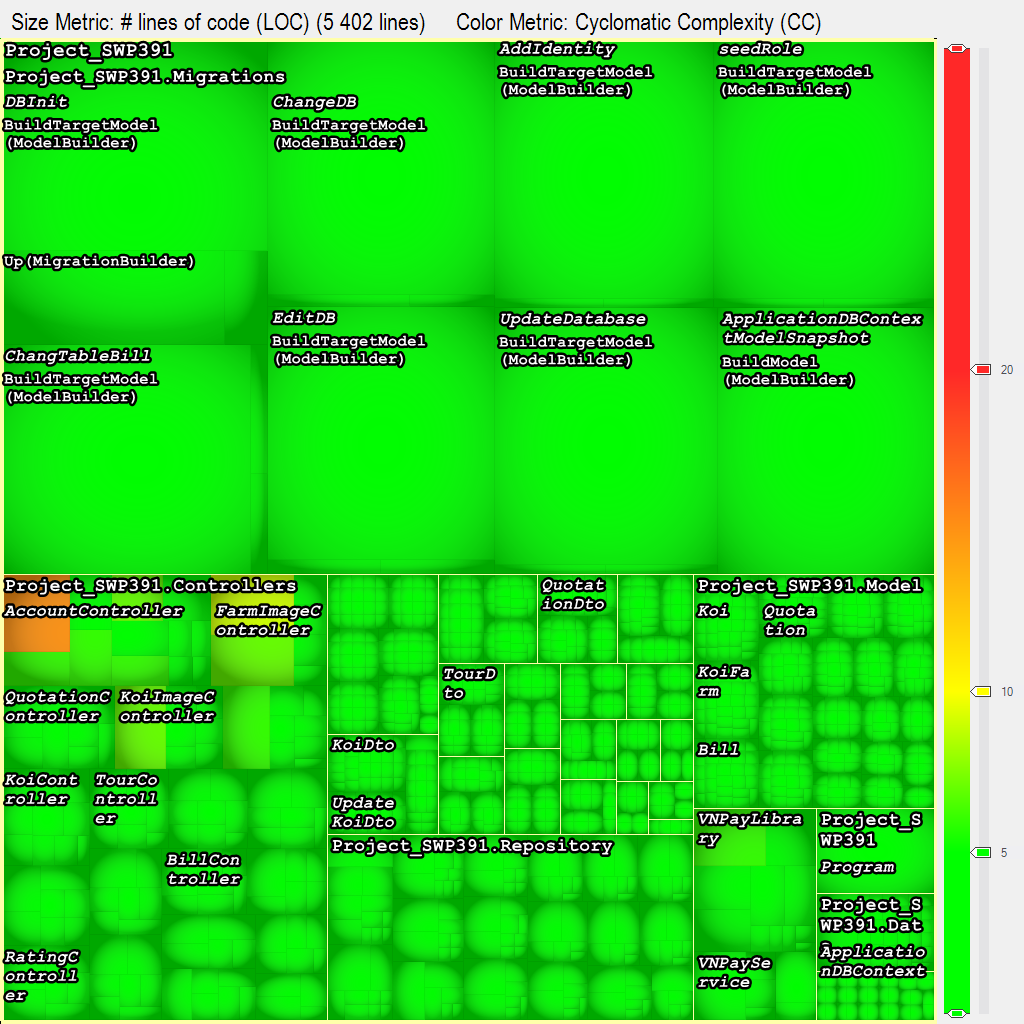 Size Metric: # lines of code (LOC) (5 402 lines) Color Metric: Cyclomatic Complexity (CC)
Project_SWP391
Project_SWP391.Migrations
DBInit
BuildTargetModel
(ModelBuilder)
Up(MigrationBuilder)
ChangeDB
BuildTargetModel
(ModelBuilder)
AddIdentity
BuildTargetModel
(ModelBuilder)
seedRole
BuildTargetModel
(ModelBuilder)
ChangTableBill
BuildTargetModel
(ModelBuilder)
EditDB
BuildTargetModel
(ModelBuilder)
UpdateDatabase
BuildTargetModel
(ModelBuilder)
ApplicationDBContex
tModelSnapshot
BuildModel
(ModelBuilder)
20
10
5
Project_SWP391.Controllers
AccountController
FarmImageC
ontroller
QuotationC
ontroller
KoiImageC
ontroller
KoiCont
roller
TourCo
ntroll
er
BillCon
troller
RatingC
ontroll
er
Quotat
ionDto
TourD
to
KoiDto
Update
KoiDto
Project_SWP391.Repository
Project_SWP391.Model
Koi
Quota
tion
KoiFa
rm
Bill
VNPayLibra
ry
VNPaySe
rvice
Project_S
WP391
Program
Project_S
WP391.Dat
Applicatio
nDBContext